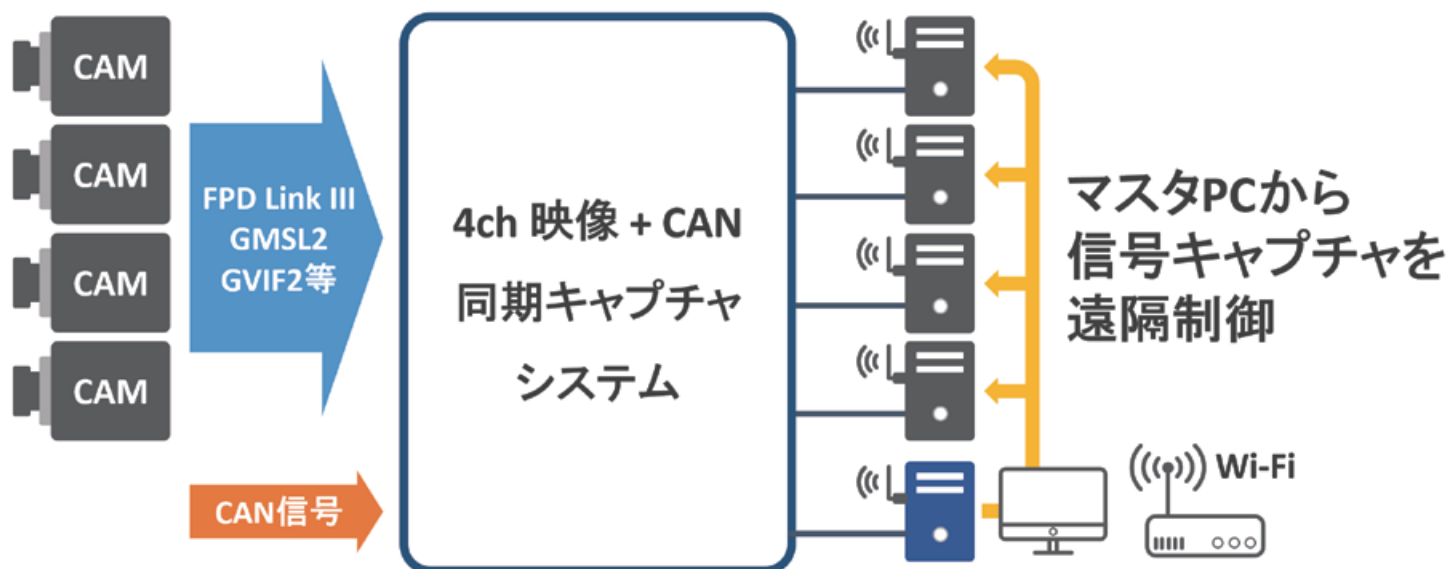 CAM
CAM
CAM
CAM
FPD Link III
GMSL2
GVIF2等
CAN信号
4ch 映像 + CAN
同期キャプチャ
システム
マスタPCから
信号キャプチャを
遠隔制御
Wi-Fi